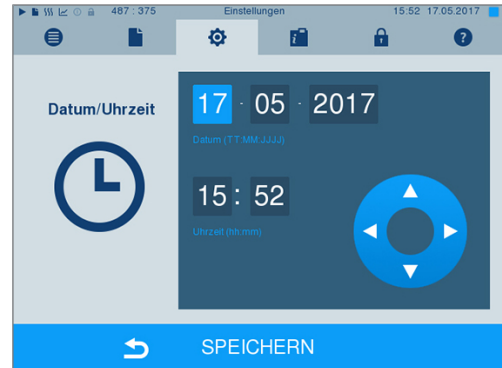 487 : 375 Einstellungen 15:52 17.05.2017
Datum/Uhrzeit
17 - 05 - 2017
Datum (TT:MM:JJJJ)
15 : 52
Uhrzeit (hh:mm)
SPEICHERN